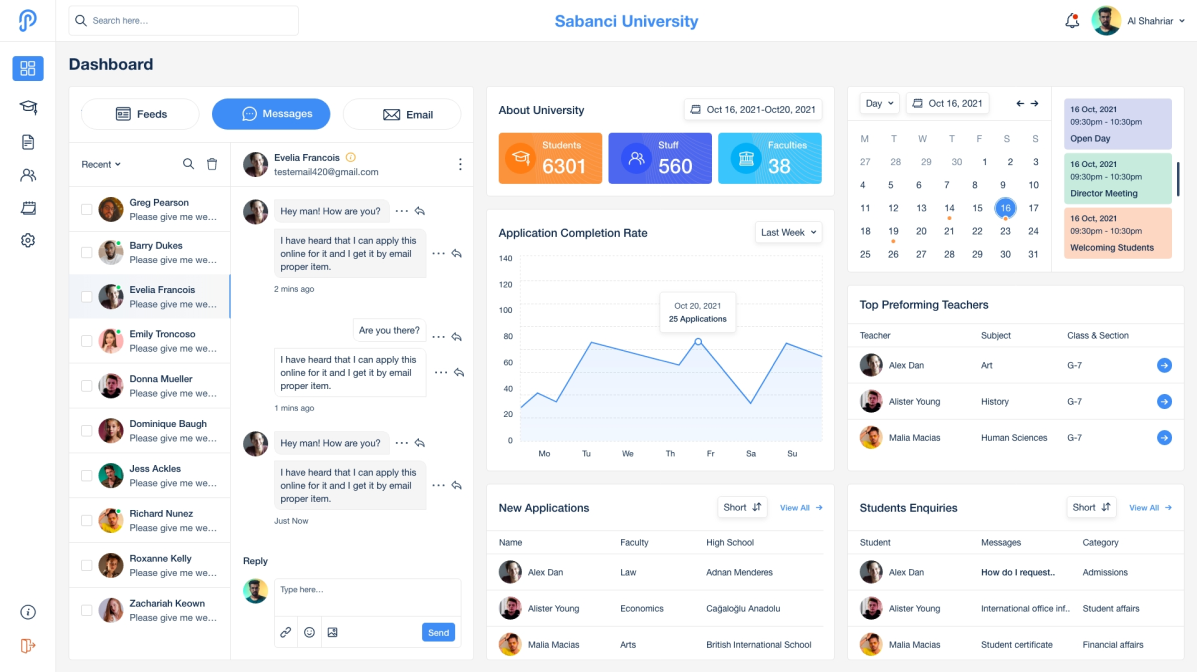 Search here...
Sabanci University
Al Shahriar
Dashboard
Feeds
Messages
Email
Recent
Greg Pearson
Please give me we...
Barry Dukes
Please give me we...
Evelia Francois
Please give me we...
Emily Troncoso
Please give me we...
Donna Mueller
Please give me we...
Dominique Baugh
Please give me we...
Jess Ackles
Please give me we...
Richard Nunez
Please give me we...
Roxanne Kelly
Please give me we...
Zachariah Keown
Please give me we...
Evelia Francois
testemail420@gmail.com
Hey man! How are you?
I have heard that I can apply this
online for it and I get it by email
proper item.
2 mins ago
Are you there?
I have heard that I can apply this
online for it and I get it by email
proper item.
1 mins ago
Hey man! How are you?
I have heard that I can apply this
online for it and I get it by email
proper item.
Just Now
Reply
Type here...
Send
About University
Oct 16, 2021-Oct20, 2021
Students
6301
Stuff
560
Faculties
38
Application Completion Rate
Last Week
140
120
100
80
60
40
20
0
Oct 20, 2021
25 Applications
Mo Tu We Th Fr Sa Su
New Applications
Short
View All
Name Faculty High School
Alex Dan Law Adnan Menderes
Alister Young Economics Cağaloğlu Anadolu
Malia Macias Arts British International School
Day
Oct 16, 2021
M T W T F S S
27 28 29 30 1 2 3
4 5 6 7 8 9 10
11 12 13 14 15 16 17
18 19 20 21 22 23 24
25 26 27 28 29 30 31
16 Oct, 2021
09:30pm - 10:30pm
Open Day
16 Oct, 2021
09:30pm - 10:30pm
Director Meeting
16 Oct, 2021
09:30pm - 10:30pm
Welcoming Students
Top Preforming Teachers
Teacher Subject Class & Section
Alex Dan Art G-7
Alister Young History G-7
Malia Macias Human Sciences G-7
Students Enquiries
Short
View All
Student Messages Category
Alex Dan How do I request.. Admissions
Alister Young International office inf.. Student affairs
Malia Macias Student certificate Financial affairs